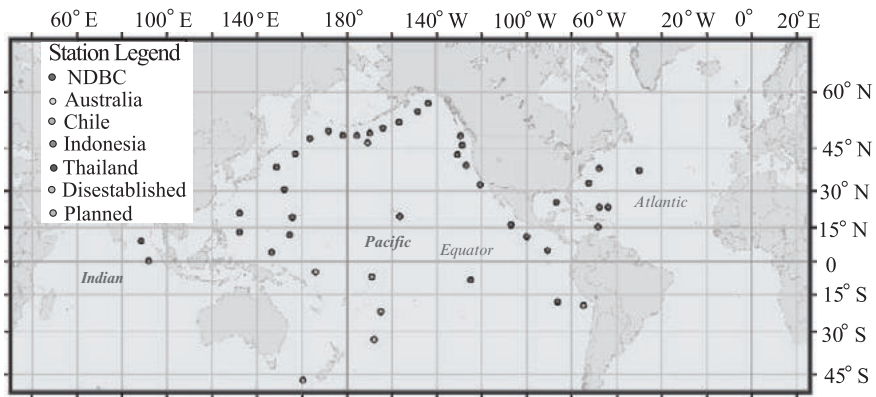 60° E 100° E 140° E 180° 140° W 100° W 60° W 20° W 0° 20° E
Station Legend
NDBC
Australia
Chile
Indonesia
Thailand
Disestablished
Planned
60° N
45° N
30° N
15° N
0
15° S
30° S
45° S
Atlantic
Pacific
Equator
Indian